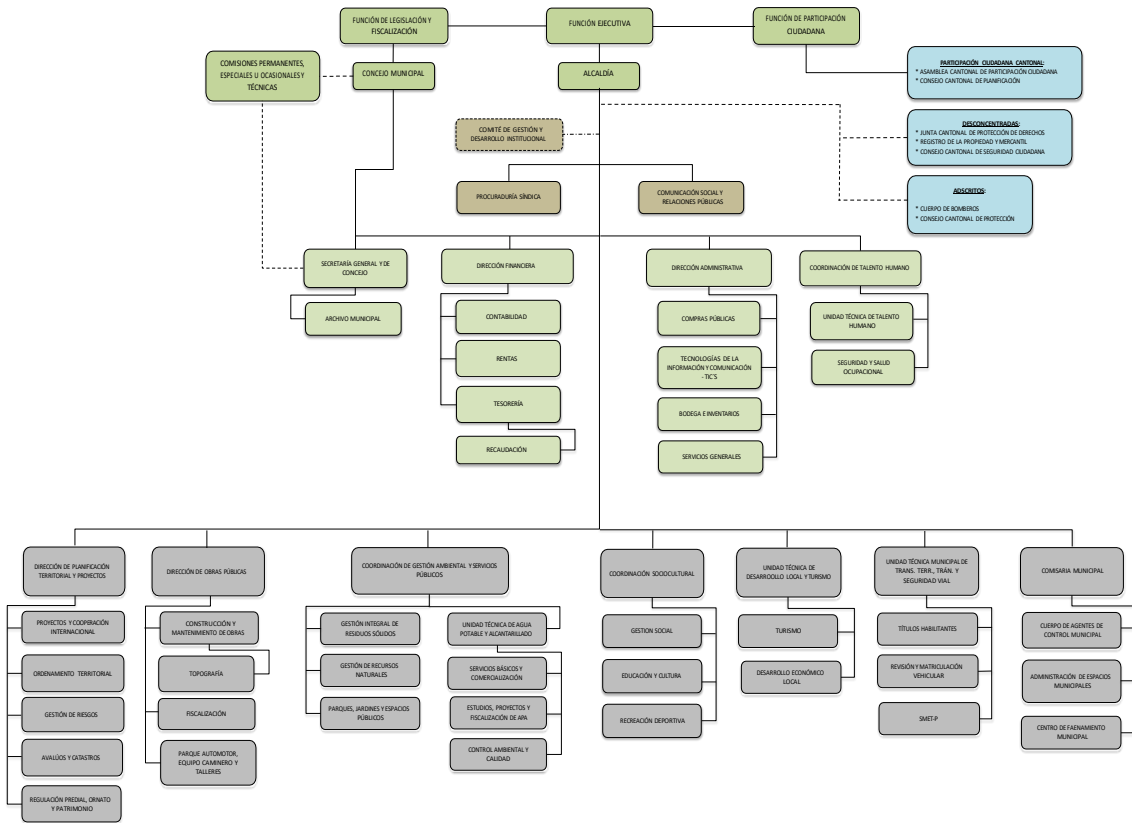 FUNCIÓN DE LEGISLACIÓN Y
FISCALIZACIÓN
FUNCIÓN EJECUTIVA
FUNCIÓN DE PARTICIPACIÓN
CIUDADANA
COMISIONES PERMANENTES,
ESPECIALES U OCASIONALES Y
TÉCNICAS
CONCEJO MUNICIPAL
ALCALDÍA
PARTICIPACIÓN CIUDADANA CANTONAL:
* ASAMBLEA CANTONAL DE PARTICIPACIÓN CIUDADANA
* CONSEJO CANTONAL DE PLANIFICACIÓN
COMITÉ DE GESTIÓN Y
DESARROLLO INSTITUCIONAL
DESCONCENTRADAS:
* JUNTA CANTONAL DE PROTECCIÓN DE DERECHOS
* REGISTRO DE LA PROPIEDAD Y MERCANTIL
* CONSEJO CANTONAL DE SEGURIDAD CIUDADANA
PROCURADURÍA SÍNDICA
COMUNICACIÓN SOCIAL Y
RELACIONES PÚBLICAS
ADSCRITOS:
* CUERPO DE BOMBEROS
* CONSEJO CANTONAL DE PROTECCIÓN
SECRETARÍA GENERAL Y DE
CONCEJO
ARCHIVO MUNICIPAL
DIRECCIÓN FINANCIERA
CONTABILIDAD
RENTAS
TESORERÍA
RECAUDACIÓN
DIRECCIÓN ADMINISTRATIVA
COMPRAS PÚBLICAS
TECNOLOGÍAS DE LA
INFORMACIÓN Y COMUNICACIÓN
- TIC'S
BODEGA E INVENTARIOS
SERVICIOS GENERALES
COORDINACIÓN DE TALENTO HUMANO
UNIDAD TÉCNICA DE TALENTO
HUMANO
SEGURIDAD Y SALUD
OCUPACIONAL
DIRECCIÓN DE PLANIFICACIÓN
TERRITORIAL Y PROYECTOS
PROYECTOS Y COOPERACIÓN
INTERNACIONAL
ORDENAMIENTO TERRITORIAL
GESTIÓN DE RIESGOS
AVALÚOS Y CATASTROS
REGULACIÓN PREDIAL, ORNATO
Y PATRIMONIO
DIRECCIÓN DE OBRAS PÚBLICAS
CONSTRUCCIÓN Y
MANTENIMIENTO DE OBRAS
TOPOGRAFÍA
FISCALIZACIÓN
PARQUE AUTOMOTOR,
EQUIPO CAMINERO Y
TALLERES
COORDINACIÓN DE GESTIÓN AMBIENTAL Y SERVICIOS
PÚBLICOS
GESTIÓN INTEGRAL DE
RESIDUOS SÓLIDOS
GESTIÓN DE RECURSOS
NATURALES
PARQUES, JARDINES Y ESPACIOS
PÚBLICOS
UNIDAD TÉCNICA DE AGUA
POTABLE Y ALCANTARILLADO
SERVICIOS BÁSICOS Y
COMERCIALIZACIÓN
ESTUDIOS, PROYECTOS Y
FISCALIZACIÓN DE APA
CONTROL AMBIENTAL Y
CALIDAD
COORDINACIÓN SOCIOCULTURAL
GESTION SOCIAL
EDUCACIÓN Y CULTURA
RECREACIÓN DEPORTIVA
UNIDAD TÉCNICA DE
DESARROOLLO LOCAL Y TURISMO
TURISMO
DESARROLLO ECONÓMICO
LOCAL
UNIDAD TÉCNICA MUNICIPAL DE
TRANS. TERR., TRÁN. Y
SEGURIDAD VIAL
TÍTULOS HABILITANTES
REVISIÓN Y MATRICULACIÓN
VEHICULAR
SMET-P
COMISARIA MUNICIPAL
CUERPO DE AGENTES DE
CONTROL MUNICIPAL
ADMINISTRACIÓN DE ESPACIOS
MUNICIPALES
CENTRO DE FAENAMIENTO
MUNICIPAL